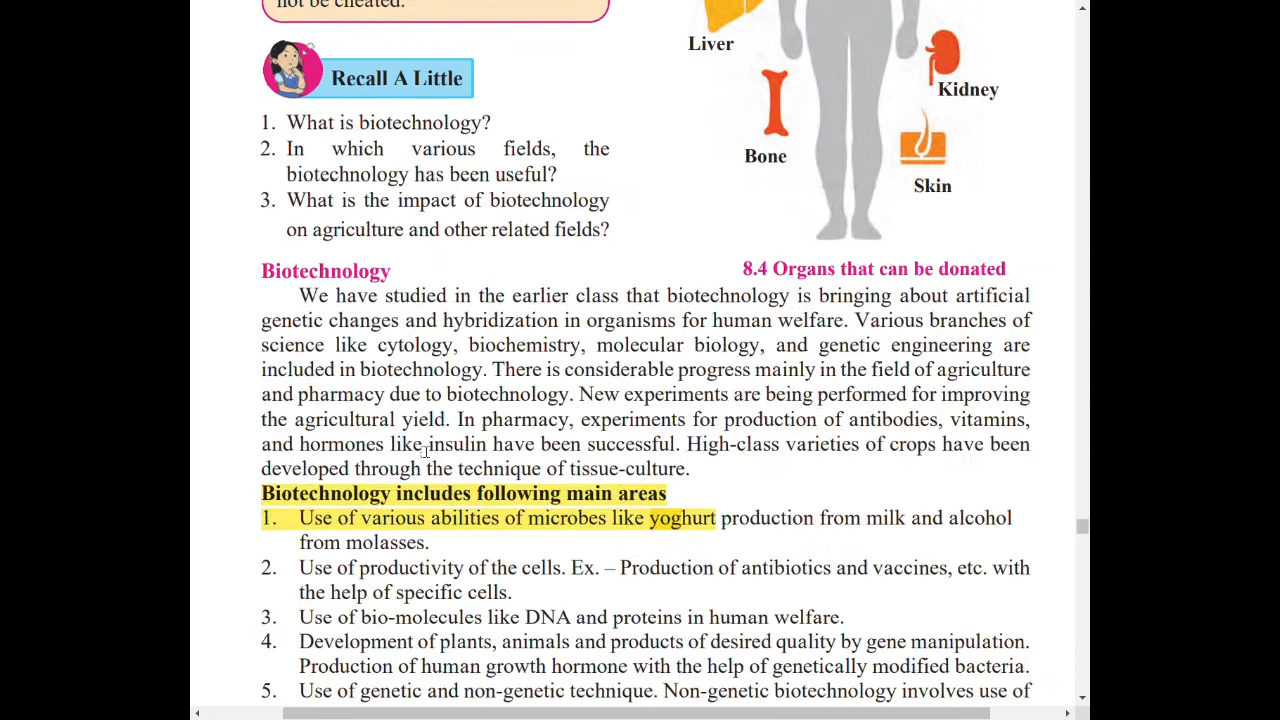 not be cheated.
Liver
Kidney
Bone
Skin
Recall A Little
1. What is biotechnology?
2. In which various fields, the
biotechnology has been useful?
3. What is the impact of biotechnology
on agriculture and other related fields?
8.4 Organs that can be donated
Biotechnology
We have studied in the earlier class that biotechnology is bringing about artificial
genetic changes and hybridization in organisms for human welfare. Various branches of
science like cytology, biochemistry, molecular biology, and genetic engineering are
included in biotechnology. There is considerable progress mainly in the field of agriculture
and pharmacy due to biotechnology. New experiments are being performed for improving
the agricultural yield. In pharmacy, experiments for production of antibodies, vitamins,
and hormones like insulin have been successful. High-class varieties of crops have been
developed through the technique of tissue-culture.
Biotechnology includes following main areas
1. Use of various abilities of microbes like yoghurt production from milk and alcohol
from molasses.
2. Use of productivity of the cells. Ex. – Production of antibiotics and vaccines, etc. with
the help of specific cells.
3. Use of bio-molecules like DNA and proteins in human welfare.
4. Development of plants, animals and products of desired quality by gene manipulation.
Production of human growth hormone with the help of genetically modified bacteria.
5. Use of genetic and non-genetic technique. Non-genetic biotechnology involves use of